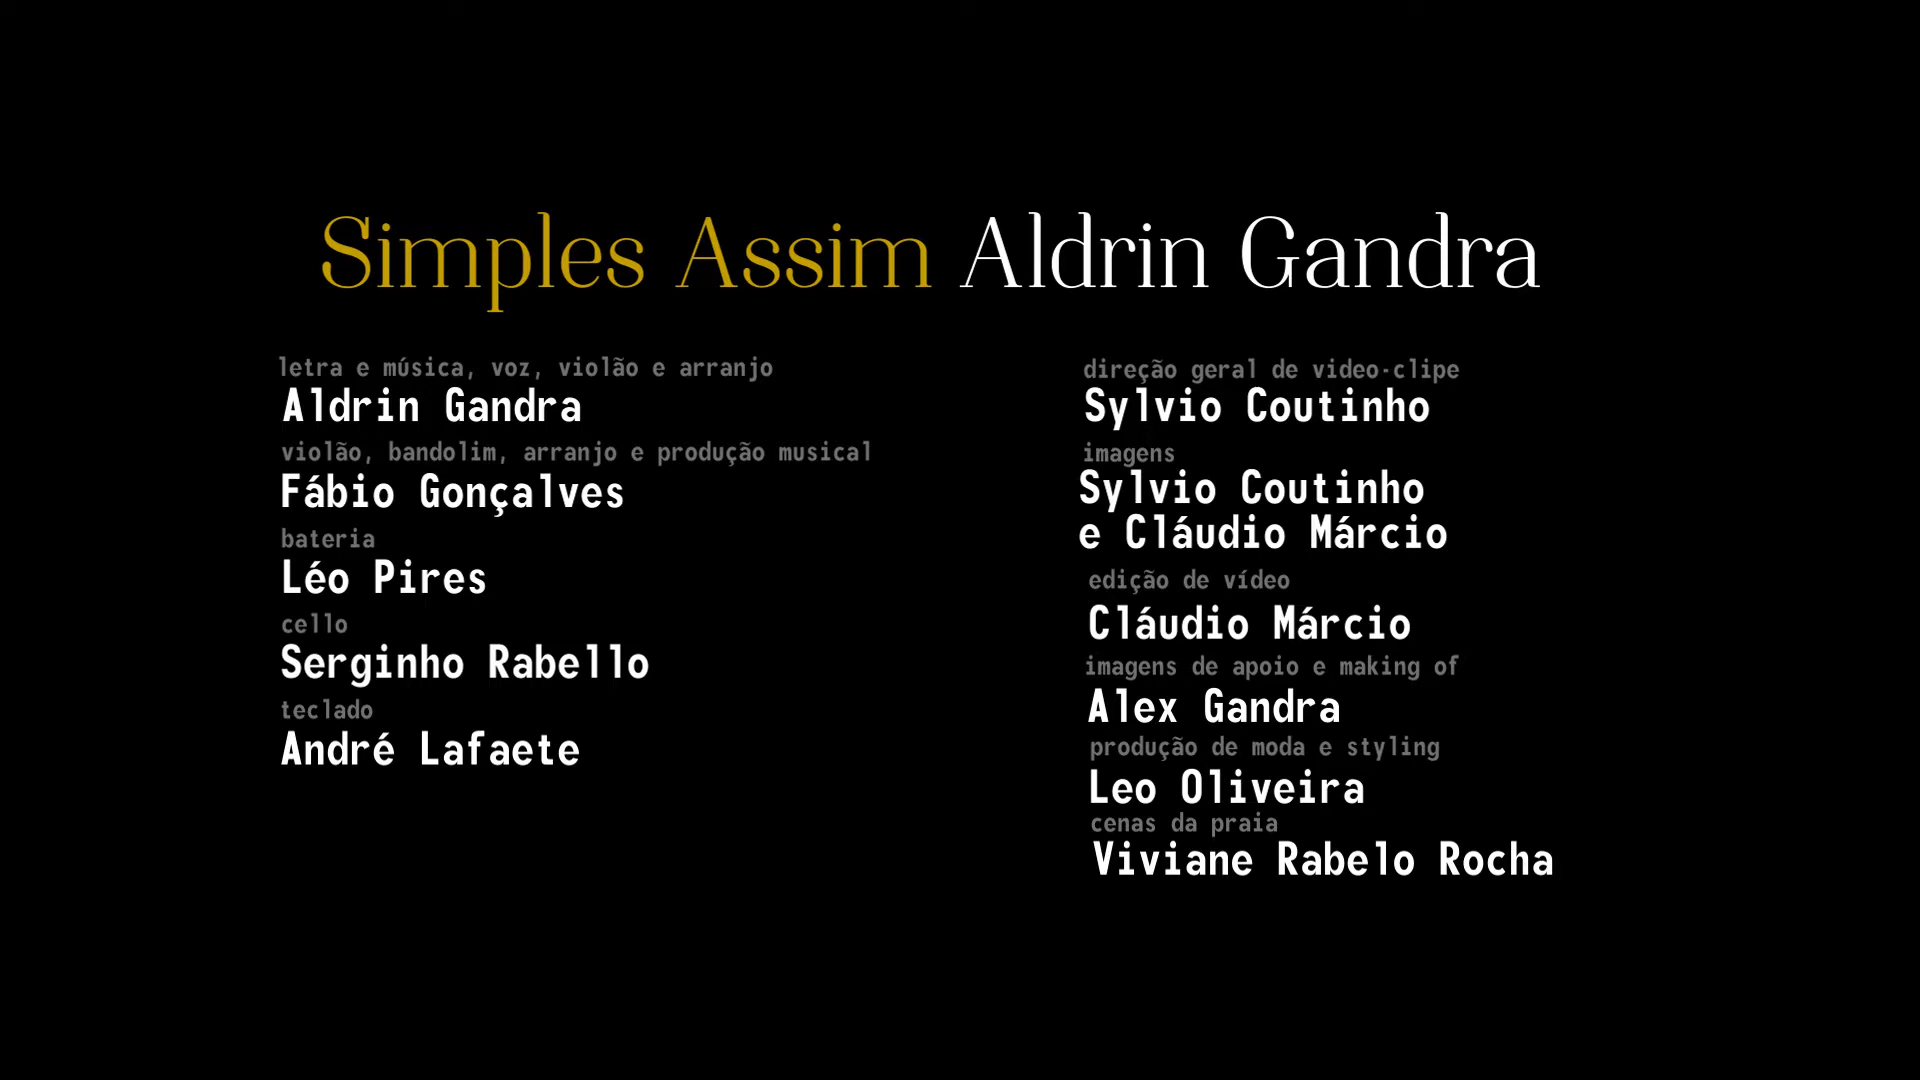 Simples Assim Aldrin Gandra
letra e música, voz, violão e arranjo
Aldrin Gandra
violão, bandolim, arranjo e produção musical
Fábio Gonçalves
bateria
Léo Pires
cello
Serginho Rabello
teclado
André Lafaete
direção geral de video-clipe
Sylvio Coutinho
imagens
Sylvio Coutinho
e Cláudio Márcio
edição de vídeo
Cláudio Márcio
imagens de apoio e making of
Alex Gandra
produção de moda e styling
Leo Oliveira
cenas da praia
Viviane Rabelo Rocha